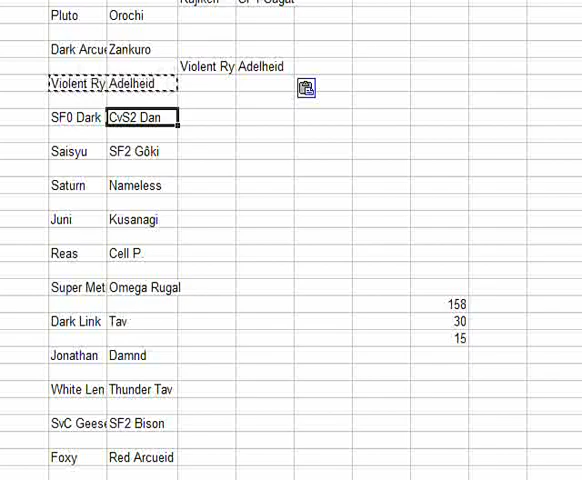 Pluto Orochi
Dark Arcue Zankuro
Violent Ry Adelheid
Violent Ry Adelheid
SF0 Dark CvS2 Dan
Saisyu SF2 Gôki
Saturn Nameless
Juni Kusanagi
Reas Cell P.
Super Met Omega Rugal
158
Dark Link Tav 30
15
Jonathan Damnd
White Len Thunder Tav
SvC Geese SF2 Bison
Foxy Red Arcueid